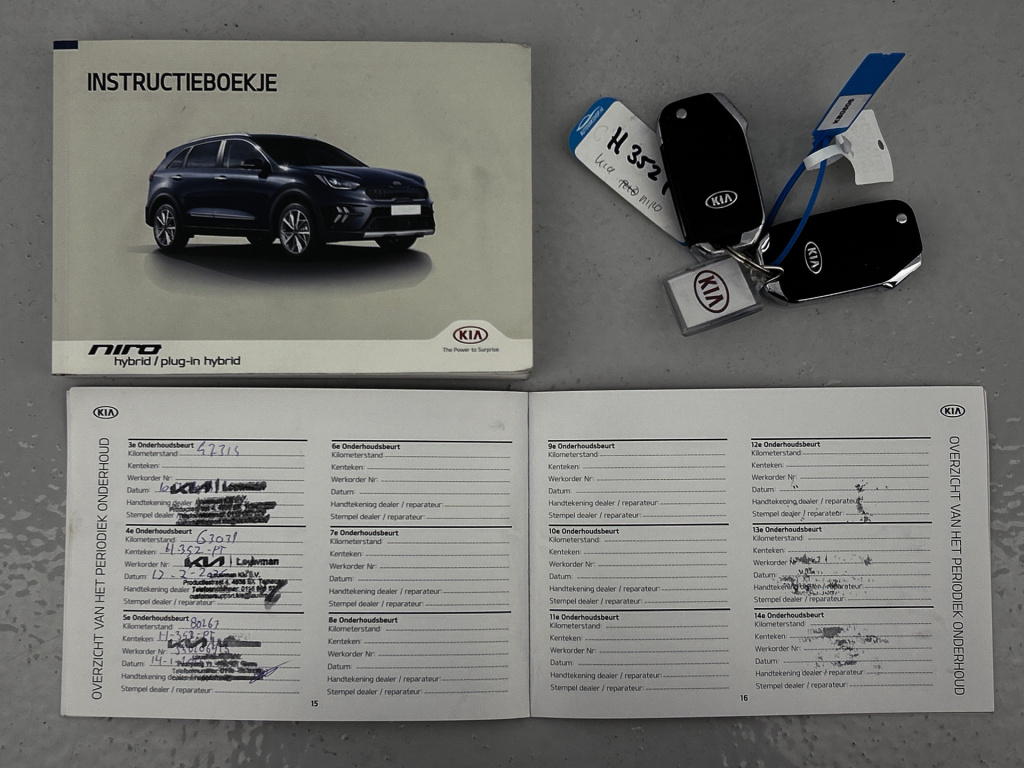 INSTRUCTIEBOEKJE
niro
hybrid / plug-in hybrid
KIA
The Power to Surprise
H 352
Kia niro
KIA
KIA
KIA
KIA
OVERZICHT VAN HET PERIODIEK ONDERHOUD
3e Onderhoudsbeurt
Kilometerstand
Kenteken:
Werkorder Nr:
Datum:
Handtekening dealer
Stempel dealer
4e Onderhoudsbeurt
Kilometerstand: 63031
Kenteken: H-352-PT
Werkorder Nr: KIA | Louwman
Datum:
Handtekening dealer
Stempel dealer / reparateur:
5e Onderhoudsbeurt
Kilometerstand: 80267
Kenteken: H-352-PT
Werkorder Nr:
Datum:
Handtekening dealer
Stempel dealer / reparateur:
6e Onderhoudsbeurt
Kilometerstand:
Kenteken:
Werkorder Nr:
Datum:
Handtekening dealer / reparateur:
Stempel dealer / reparateur:
7e Onderhoudsbeurt
Kilometerstand:
Kenteken:
Werkorder Nr:
Datum:
Handtekening dealer / reparateur:
Stempel dealer / reparateur:
8e Onderhoudsbeurt
Kilometerstand:
Kenteken:
Werkorder Nr:
Datum:
Handtekening dealer / reparateur:
Stempel dealer / reparateur:
15
9e Onderhoudsbeurt
Kilometerstand:
Kenteken:
Werkorder Nr:
Datum:
Handtekening dealer / reparateur:
Stempel dealer / reparateur:
10e Onderhoudsbeurt
Kilometerstand:
Kenteken:
Werkorder Nr:
Datum:
Handtekening dealer / reparateur:
Stempel dealer / reparateur:
11e Onderhoudsbeurt
Kilometerstand:
Kenteken:
Werkorder Nr:
Datum:
Handtekening dealer / reparateur:
Stempel dealer / reparateur:
16
12e Onderhoudsbeurt
Kilometerstand:
Kenteken:
Werkorder Nr:
Datum:
Handtekening dealer / reparateur:
Stempel dealer / reparateur:
13e Onderhoudsbeurt
Kilometerstand:
Kenteken:
Werkorder Nr:
Datum:
Handtekening dealer / reparateur:
Stempel dealer / reparateur:
14e Onderhoudsbeurt
Kilometerstand:
Kenteken:
Werkorder Nr:
Datum:
Handtekening dealer / reparateur:
Stempel dealer / reparateur:
KIA
OVERZICHT VAN HET PERIODIEK ONDERHOUD